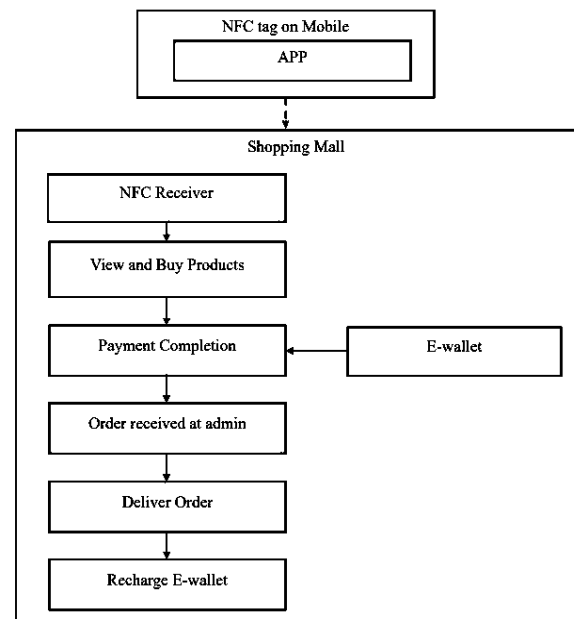 NFC tag on Mobile
APP
Shopping Mall
NFC Receiver
View and Buy Products
Payment Completion
E-wallet
Order received at admin
Deliver Order
Recharge E-wallet